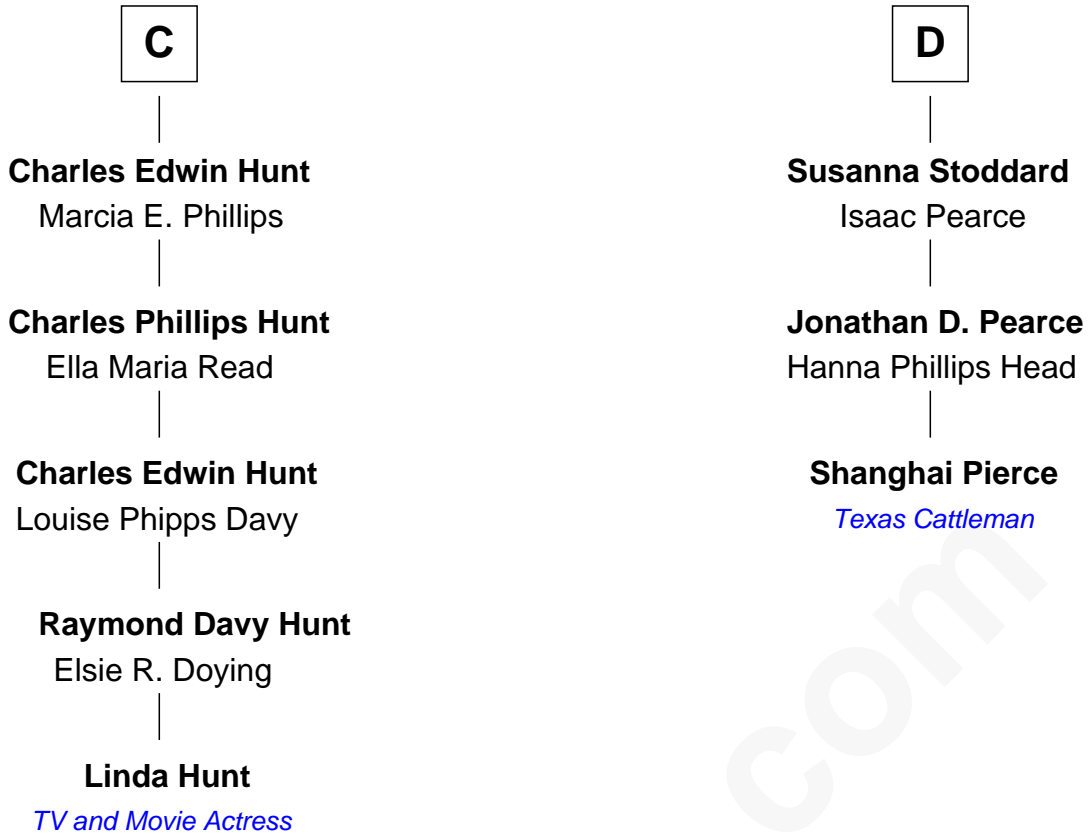 C
Charles Edwin Hunt
Marcia E. Phillips
Charles Phillips Hunt
Ella Maria Read
Charles Edwin Hunt
Louise Phipps Davy
Raymond Davy Hunt
Elsie R. Doying
Linda Hunt
TV and Movie Actress
D
Susanna Stoddard
Isaac Pearce
Jonathan D. Pearce
Hanna Phillips Head
Shanghai Pierce
Texas Cattleman
com